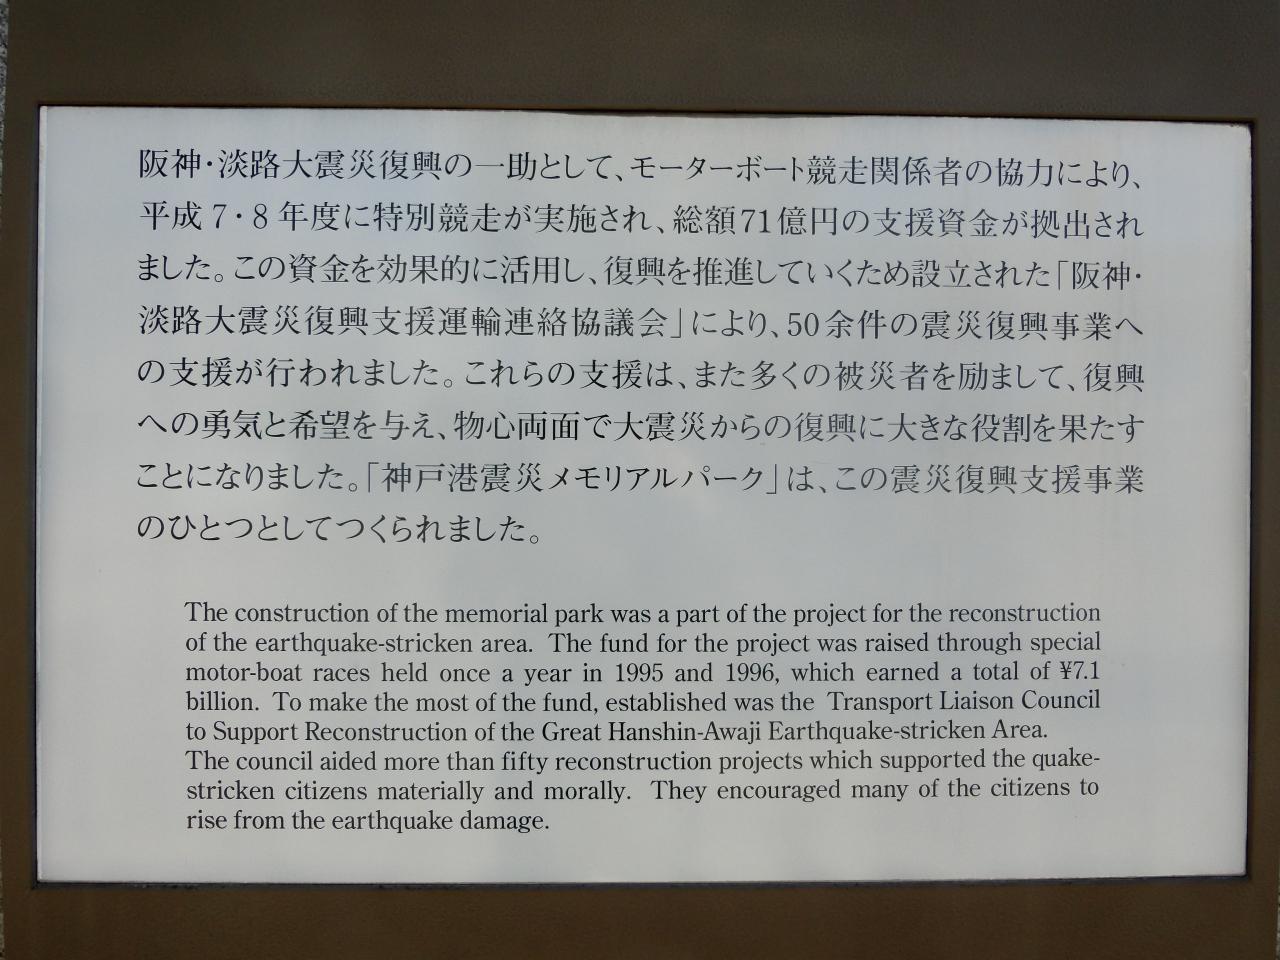 阪神・淡路大震災復興の一助として、モーターボート競走関係者の協力により、
平成7・8年度に特別競走が実施され、総額71億円の支援資金が拠出され
ました。この資金を効果的に活用し、復興を推進していくため設立された「阪神・
淡路大震災復興支援運輸連絡協議会」により、50余件の震災復興事業へ
の支援が行われました。これらの支援は、また多くの被災者を励まして、復興
への勇気と希望を与え、物心両面で大震災からの復興に大きな役割を果たす
ことになりました。「神戸港震災メモリアルパーク」は、この震災復興支援事業
のひとつとしてつくられました。
The construction of the memorial park was a part of the project for the reconstruction
of the earthquake-stricken area. The fund for the project was raised through special
motor-boat races held once a year in 1995 and 1996, which earned a total of ¥7.1
billion. To make the most of the fund, established was the Transport Liaison Council
to Support Reconstruction of the Great Hanshin-Awaji Earthquake-stricken Area.
The council aided more than fifty reconstruction projects which supported the quake-
stricken citizens materially and morally. They encouraged many of the citizens to
rise from the earthquake damage.